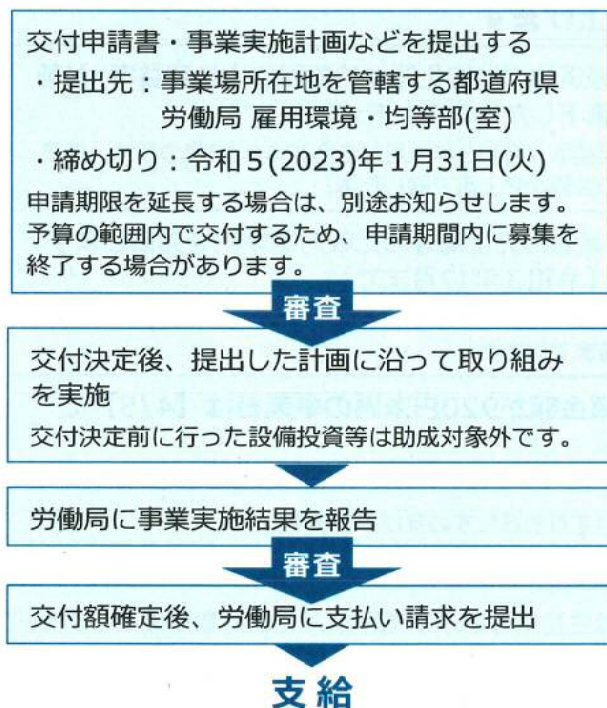 交付申請書・事業実施計画などを提出する
・提出先：事業場所在地を管轄する都道府県
労働局 雇用環境・均等部(室)
・締め切り：令和5(2023)年1月31日(火)
申請期限を延長する場合は、別途お知らせします。
予算の範囲内で交付するため、申請期間内に募集を
終了する場合があります。
審査
交付決定後、提出した計画に沿って取り組み
を実施
交付決定前に行った設備投資等は助成対象外です。
労働局に事業実施結果を報告
審査
交付額確定後、労働局に支払い請求を提出
支給